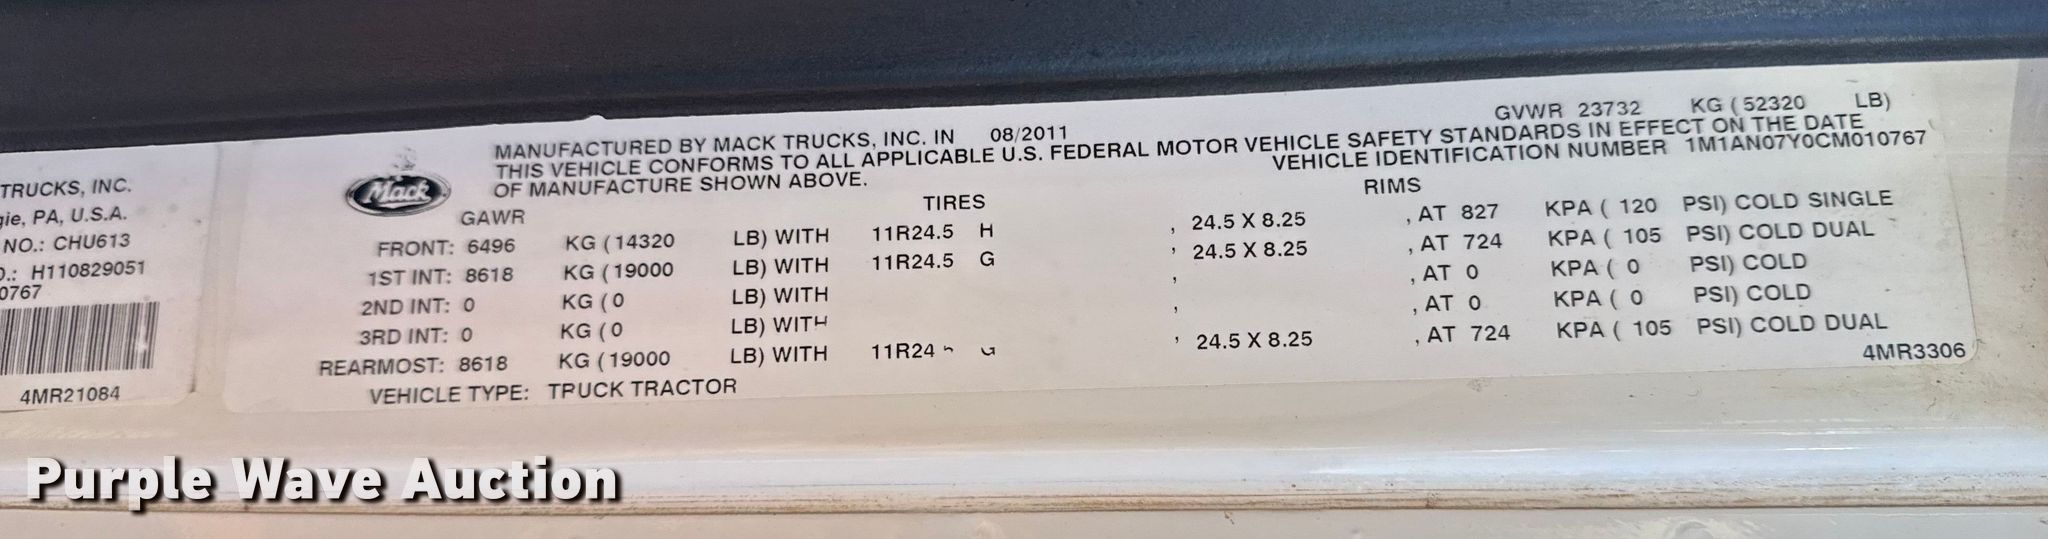 TRUCKS, INC.
gie, PA, U.S.A.
NO.: CHU613
.: H110829051
0767
4MR21084
Mack
MANUFACTURED BY MACK TRUCKS, INC. IN 08/2011 GVWR 23732 KG (52320 LB)
THIS VEHICLE CONFORMS TO ALL APPLICABLE U.S. FEDERAL MOTOR VEHICLE SAFETY STANDARDS IN EFFECT ON THE DATE
OF MANUFACTURE SHOWN ABOVE. VEHICLE IDENTIFICATION NUMBER 1M1AN07Y0CM010767
GAWR TIRES RIMS
FRONT: 6496 KG (14320 LB) WITH 11R24.5 H , 24.5 X 8.25 , AT 827 KPA ( 120 PSI) COLD SINGLE
1ST INT: 8618 KG (19000 LB) WITH 11R24.5 G , 24.5 X 8.25 , AT 724 KPA ( 105 PSI) COLD DUAL
2ND INT: 0 KG (0 LB) WITH , , AT 0 KPA ( 0 PSI) COLD
3RD INT: 0 KG (0 LB) WITH , , AT 0 KPA ( 0 PSI) COLD
REARMOST: 8618 KG (19000 LB) WITH 11R24 G , 24.5 X 8.25 , AT 724 KPA ( 105 PSI) COLD DUAL
VEHICLE TYPE: TRUCK TRACTOR 4MR3306
Purple Wave Auction